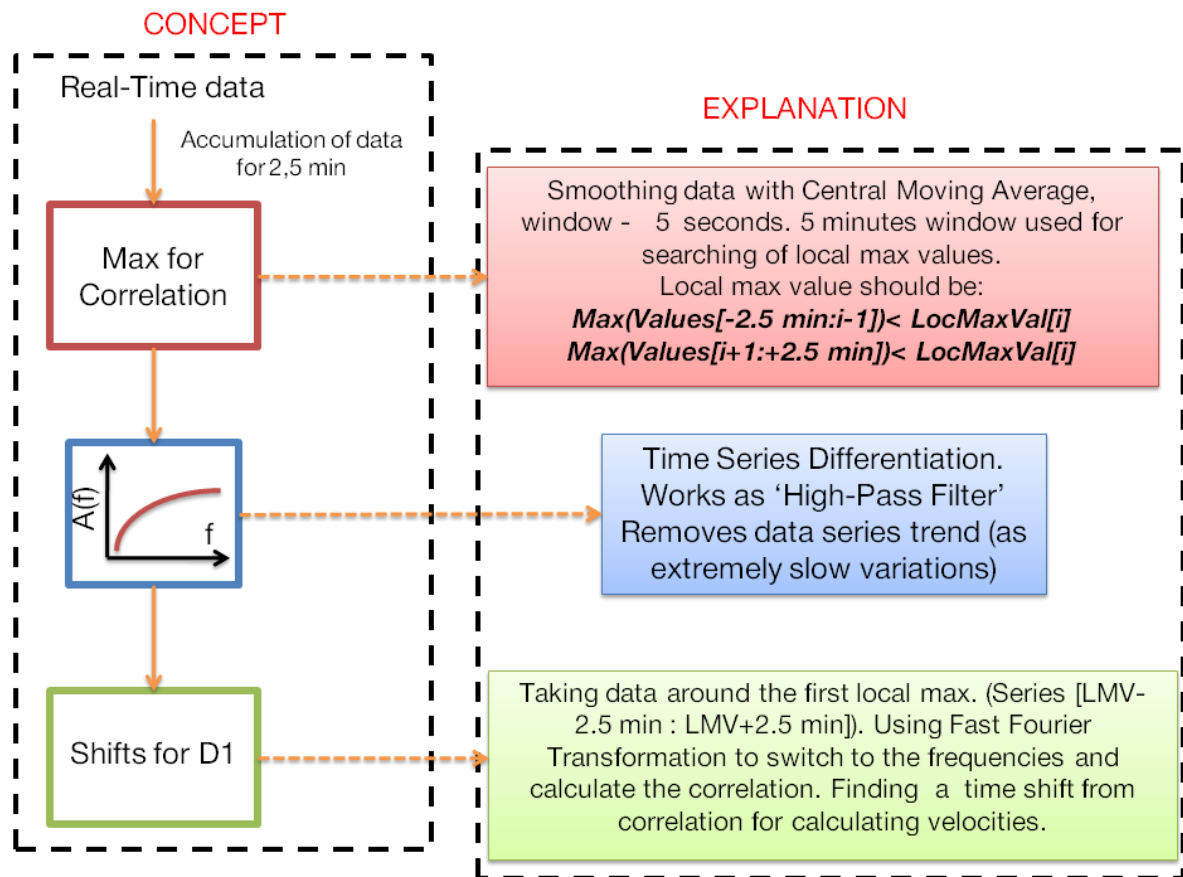 CONCEPT
Real-Time data
Accumulation of data
for 2,5 min
Max for
Correlation
A(f)
f
Shifts for D1
EXPLANATION
Smoothing data with Central Moving Average,
window - 5 seconds. 5 minutes window used for
searching of local max values.
Local max value should be:
Max(Values[-2.5 min:i-1])< LocMaxVal[i]
Max(Values[i+1:+2.5 min])< LocMaxVal[i]
Time Series Differentiation.
Works as ‘High-Pass Filter’
Removes data series trend (as
extremely slow variations)
Taking data around the first local max. (Series [LMV-
2.5 min : LMV+2.5 min]). Using Fast Fourier
Transformation to switch to the frequencies and
calculate the correlation. Finding a time shift from
correlation for calculating velocities.